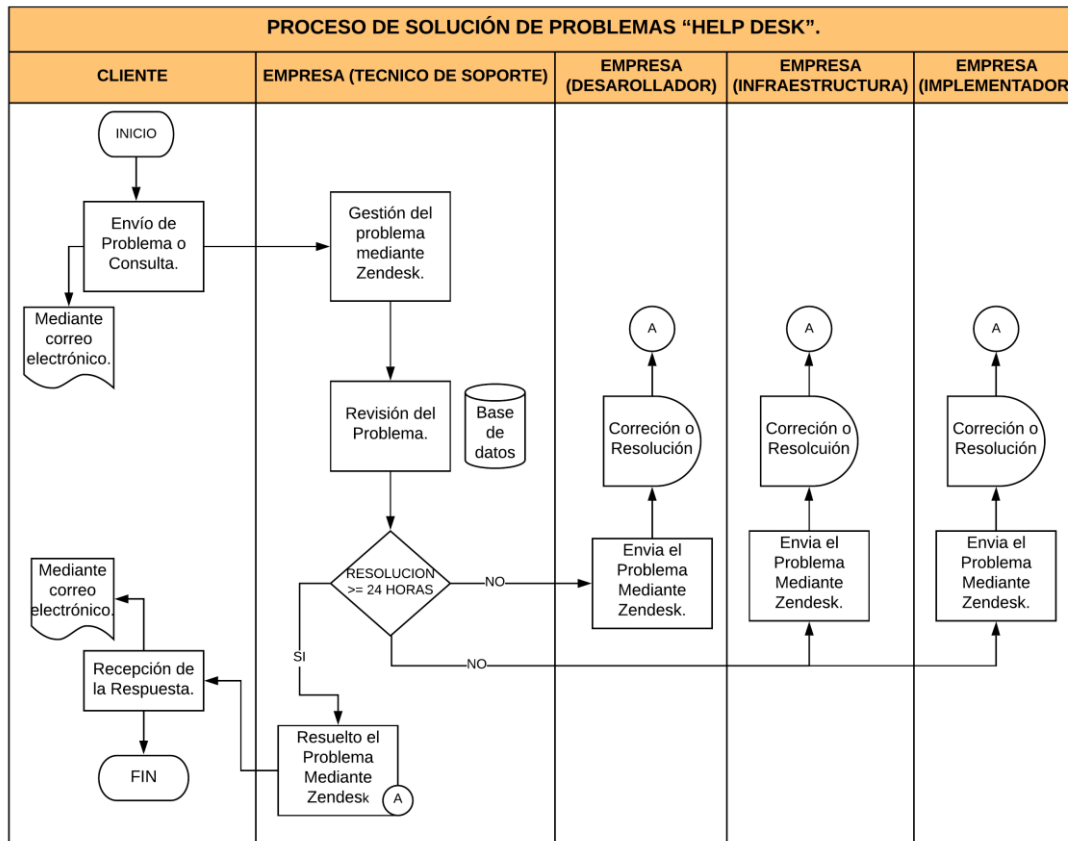 PROCESO DE SOLUCIÓN DE PROBLEMAS “HELP DESK”.
CLIENTE
EMPRESA (TECNICO DE SOPORTE)
EMPRESA
(DESAROLLADOR)
EMPRESA
(INFRAESTRUCTURA)
EMPRESA
(IMPLEMENTADOR
INICIO
Envío de
Problema o
Consulta.
Mediante
correo
electrónico.
Gestión del
problema
mediante
Zendesk.
Revisión del
Problema.
Base
de
datos
RESOLUCION
>= 24 HORAS
NO
NO
SI
A
Correción o
Resolución
Envia el
Problema
Mediante
Zendesk.
A
Correción o
Resolcuión
Envia el
Problema
Mediante
Zendesk.
A
Correción o
Resolución
Envia el
Problema
Mediante
Zendesk.
Resuelto el
Problema
Mediante
Zendesk
A
Mediante
correo
electrónico.
Recepción de
la Respuesta.
FIN